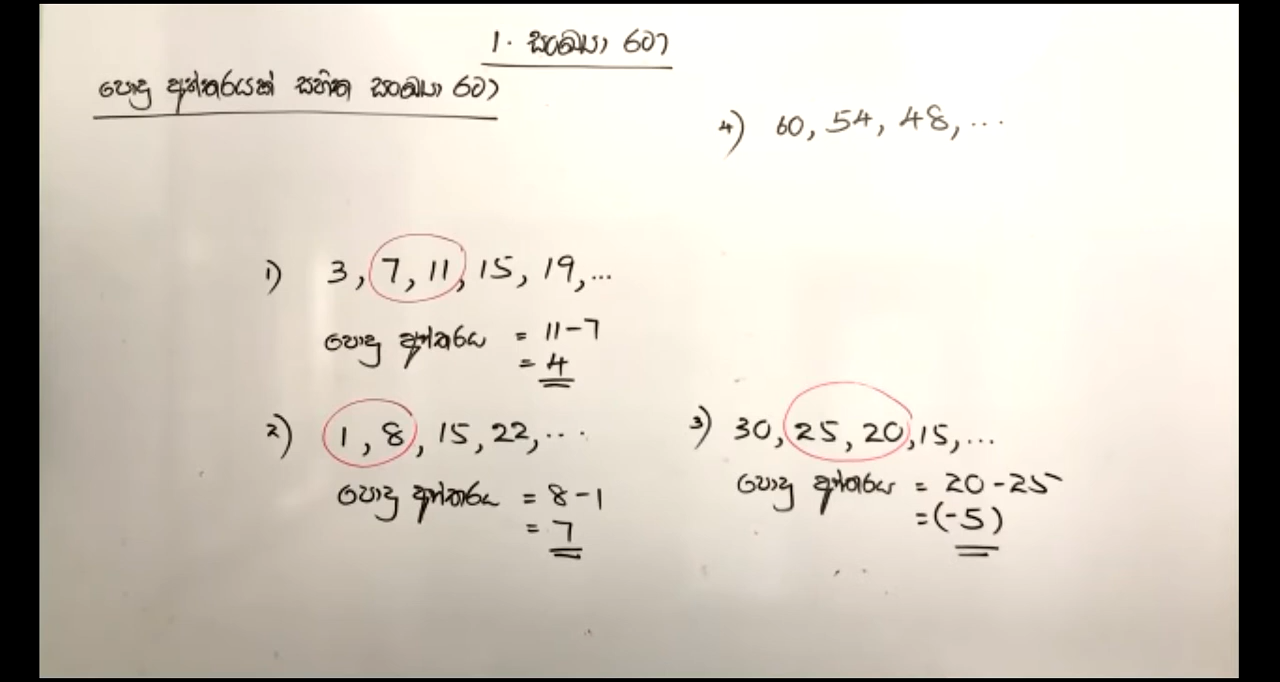 1. සංඛ්‍යා රටා
පොදු අන්තරයක් සහිත සංඛ්‍යා රටා
4) 60, 54, 48, ...
1) 3, 7, 11, 15, 19, ...
පොදු අන්තරය = 11 - 7
= 4
2) 1, 8, 15, 22, ...
පොදු අන්තරය = 8 - 1
= 7
3) 30, 25, 20, 15, ...
පොදු අන්තරය = 20 - 25
= (-5)